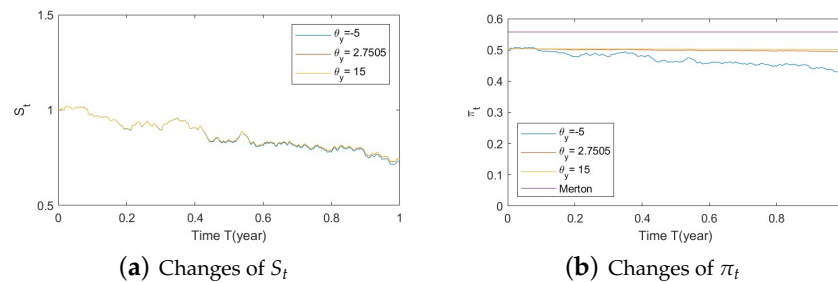 1.5
1
0.5
S_t
0
0.2
0.4
0.6
0.8
1
Time T(year)
θ_y =-5
θ_y = 2.7505
θ_y = 15
(a) Changes of S_t
0.6
0.5
0.4
0.3
0.2
0.1
0
π_t
0
0.2
0.4
0.6
0.8
Time T(year)
θ_y =-5
θ_y = 2.7505
θ_y = 15
Merton
(b) Changes of π_t